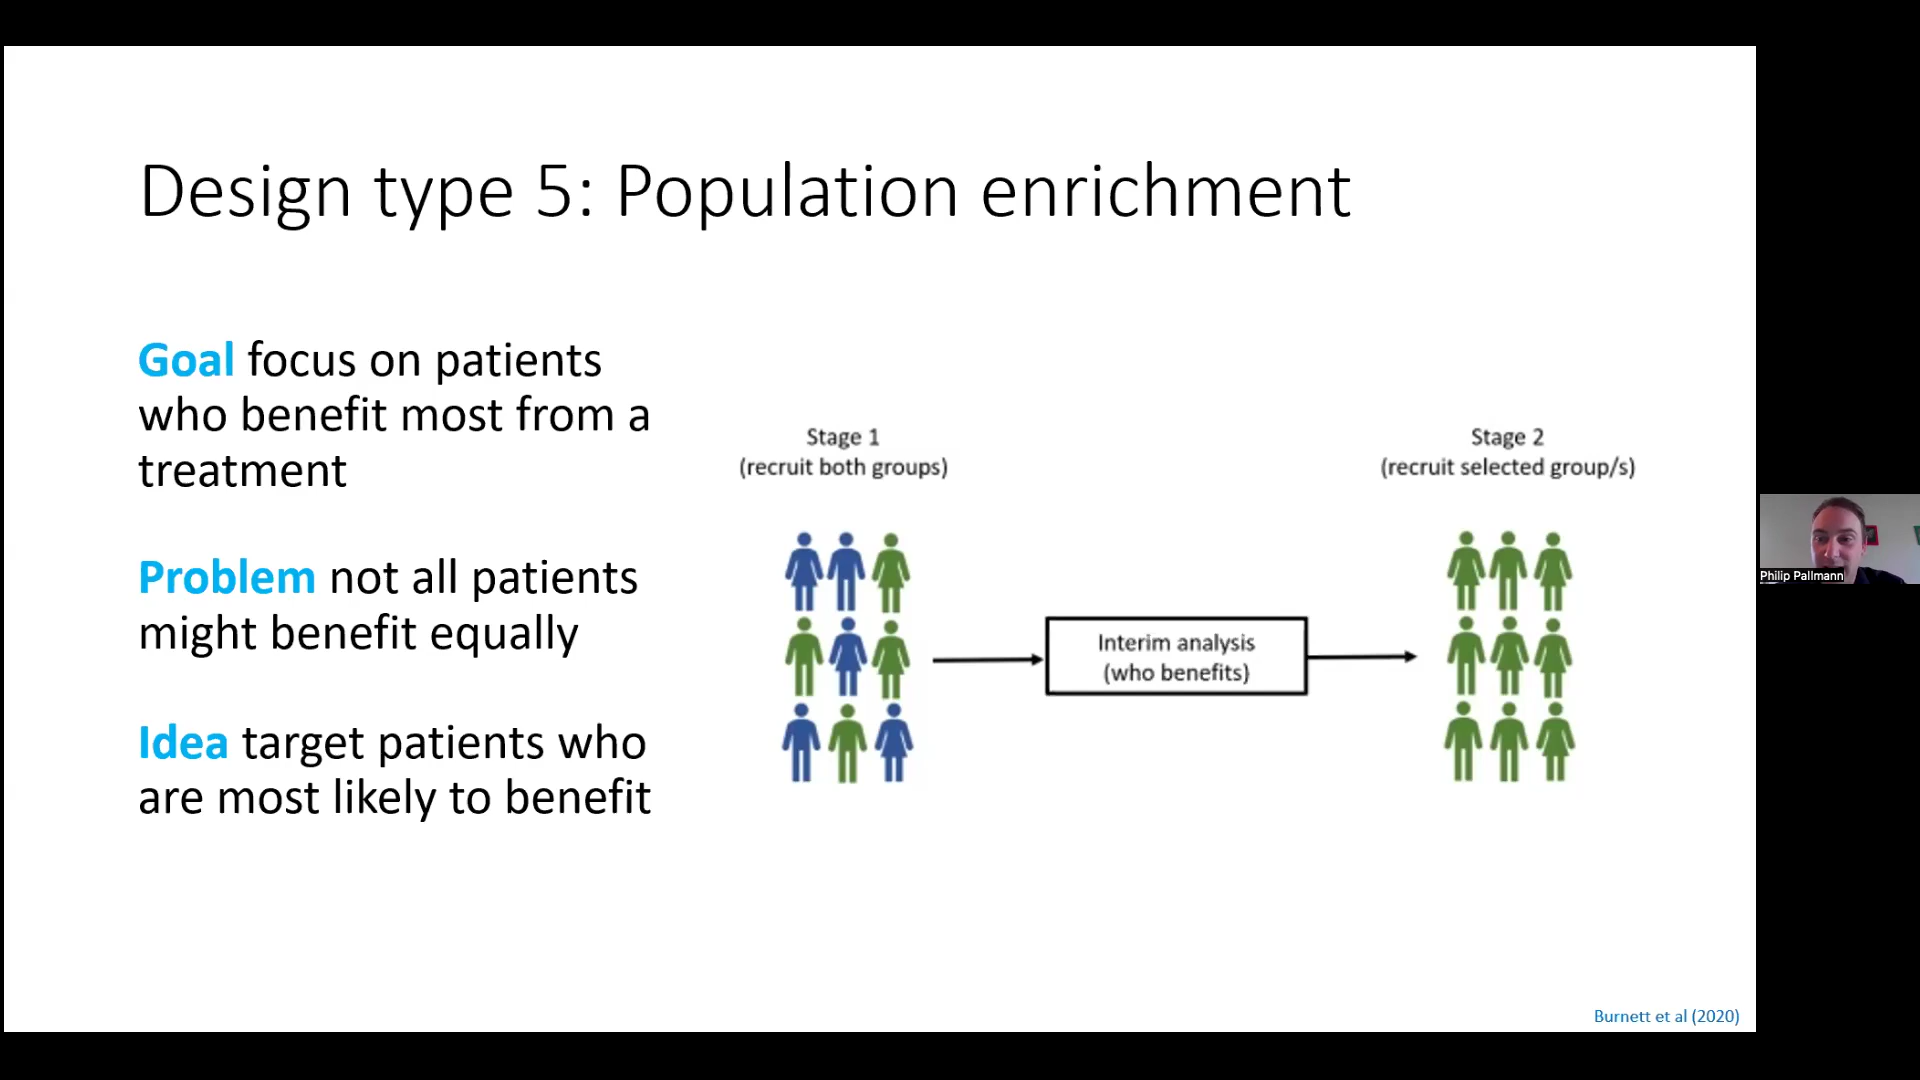 Design type 5: Population enrichment
Goal focus on patients
who benefit most from a
treatment
Problem not all patients
might benefit equally
Idea target patients who
are most likely to benefit
Stage 1
(recruit both groups)
Interim analysis
(who benefits)
Stage 2
(recruit selected group/s)
Philip Pallmann
Burnett et al (2020)